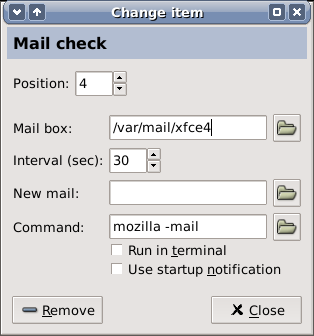 Change item
Mail check
Position: 4
Mail box: /var/mail/xfce4
Interval (sec): 30
New mail:
Command: mozilla -mail
Run in terminal
Use startup notification
Remove Close